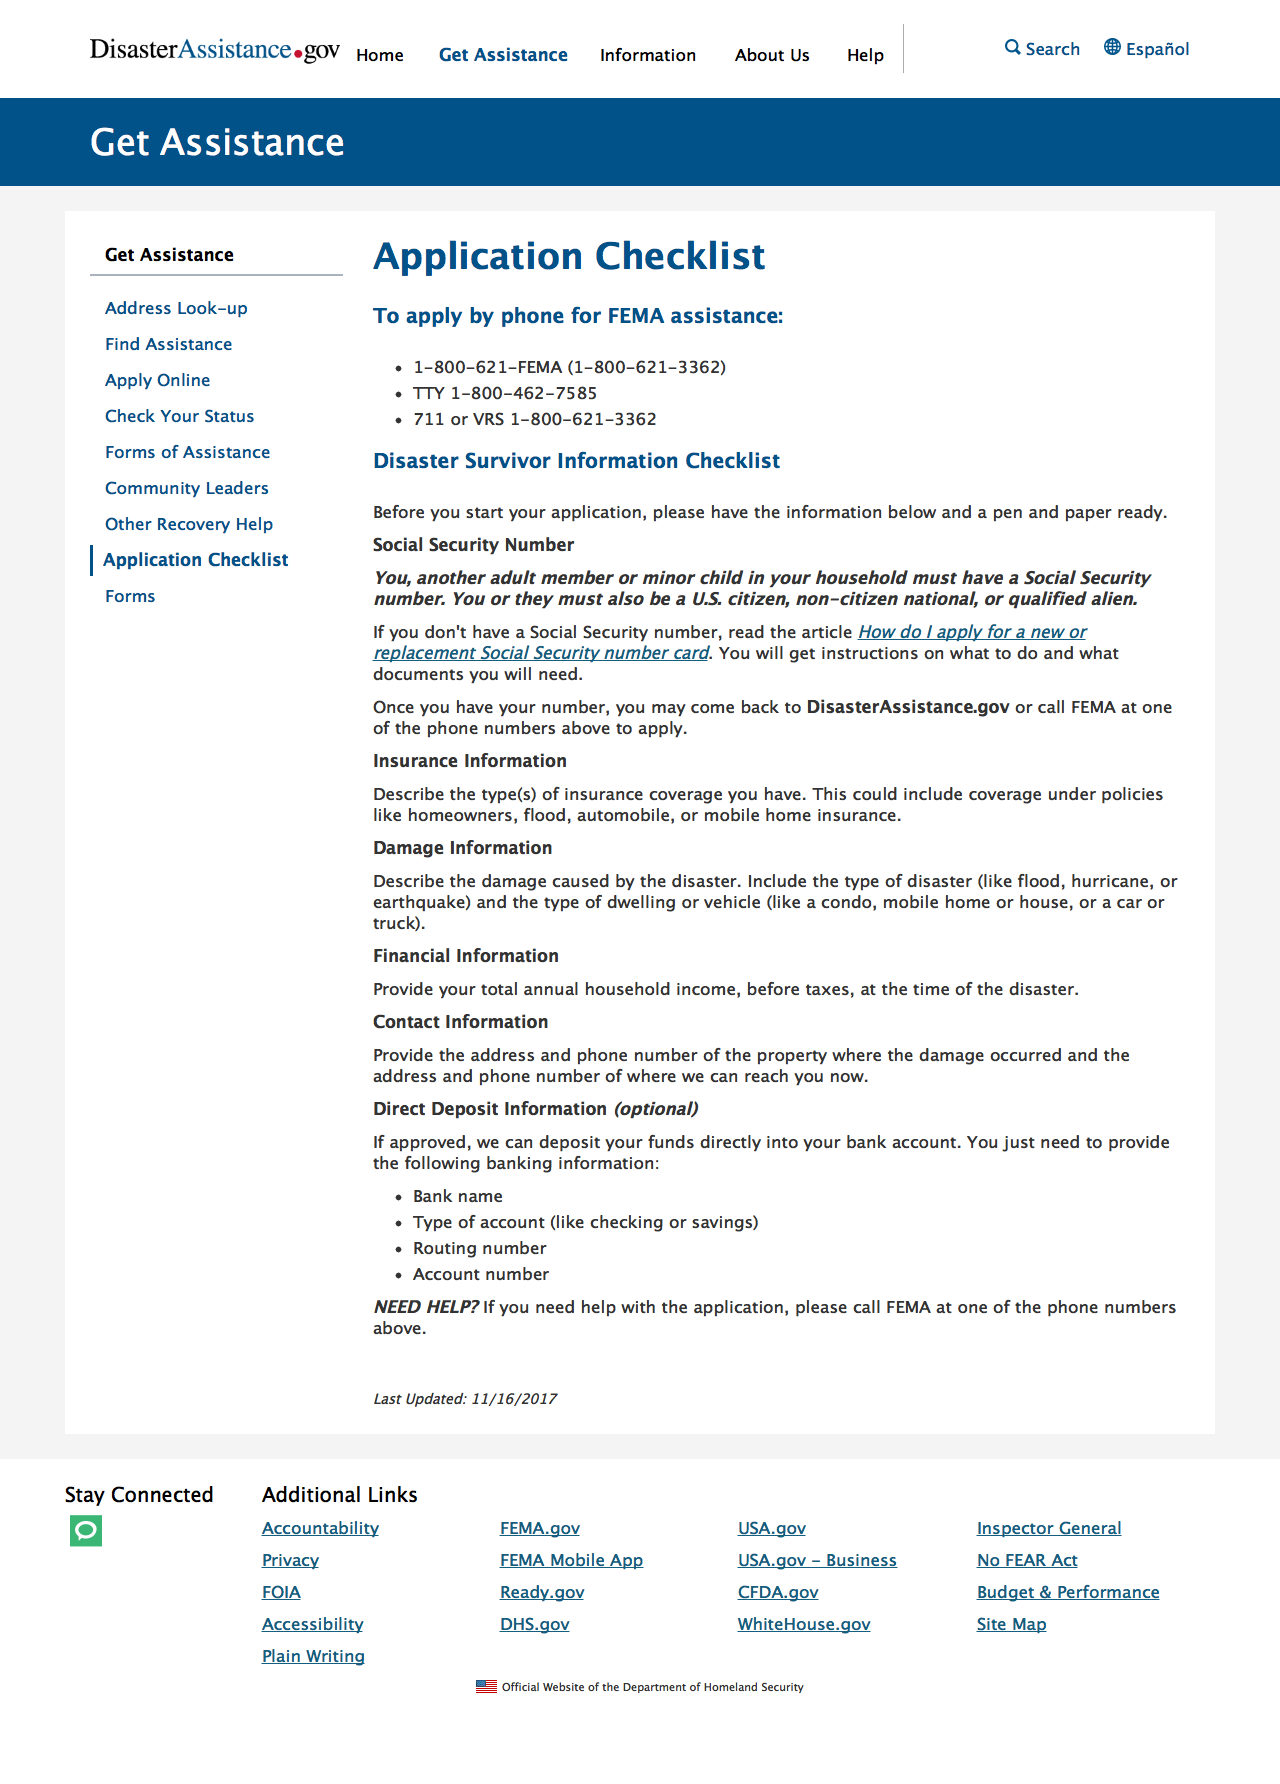 DisasterAssistance.gov Home Get Assistance Information About Us Help Search Español
Get Assistance
Get Assistance
Address Look-up
Find Assistance
Apply Online
Check Your Status
Forms of Assistance
Community Leaders
Other Recovery Help
Application Checklist
Forms
Application Checklist
To apply by phone for FEMA assistance:
• 1-800-621-FEMA (1-800-621-3362)
• TTY 1-800-462-7585
• 711 or VRS 1-800-621-3362
Disaster Survivor Information Checklist
Before you start your application, please have the information below and a pen and paper ready.
Social Security Number
You, another adult member or minor child in your household must have a Social Security
number. You or they must also be a U.S. citizen, non-citizen national, or qualified alien.
If you don't have a Social Security number, read the article How do I apply for a new or
replacement Social Security number card. You will get instructions on what to do and what
documents you will need.
Once you have your number, you may come back to DisasterAssistance.gov or call FEMA at one
of the phone numbers above to apply.
Insurance Information
Describe the type(s) of insurance coverage you have. This could include coverage under policies
like homeowners, flood, automobile, or mobile home insurance.
Damage Information
Describe the damage caused by the disaster. Include the type of disaster (like flood, hurricane, or
earthquake) and the type of dwelling or vehicle (like a condo, mobile home or house, or a car or
truck).
Financial Information
Provide your total annual household income, before taxes, at the time of the disaster.
Contact Information
Provide the address and phone number of the property where the damage occurred and the
address and phone number of where we can reach you now.
Direct Deposit Information (optional)
If approved, we can deposit your funds directly into your bank account. You just need to provide
the following banking information:
• Bank name
• Type of account (like checking or savings)
• Routing number
• Account number
NEED HELP? If you need help with the application, please call FEMA at one of the phone numbers
above.
Last Updated: 11/16/2017
Stay Connected
Additional Links
Accountability FEMA.gov USA.gov Inspector General
Privacy FEMA Mobile App USA.gov - Business No FEAR Act
FOIA Ready.gov CFDA.gov Budget & Performance
Accessibility DHS.gov WhiteHouse.gov Site Map
Plain Writing
Official Website of the Department of Homeland Security